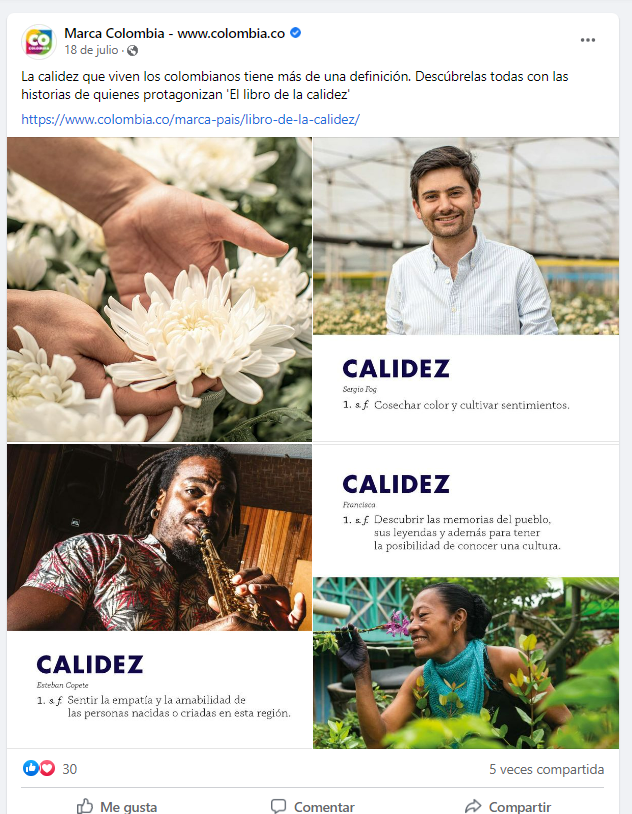 CO
Marca Colombia - www.colombia.co
18 de julio ·
La calidez que viven los colombianos tiene más de una definición. Descúbrelas todas con las
historias de quienes protagonizan 'El libro de la calidez'
https://www.colombia.co/marca-pais/libro-de-la-calidez/
CALIDEZ
Sergio Fog
1. s.f Cosechar color y cultivar sentimientos.
CALIDEZ
Francisca
1. s.f Descubrir las memorias del pueblo,
sus leyendas y además para tener
la posibilidad de conocer una cultura.
CALIDEZ
Esteban Copete
1. s.f Sentir la empatía y la amabilidad de
las personas nacidas o criadas en esta región.
30
5 veces compartida
Me gusta
Comentar
Compartir